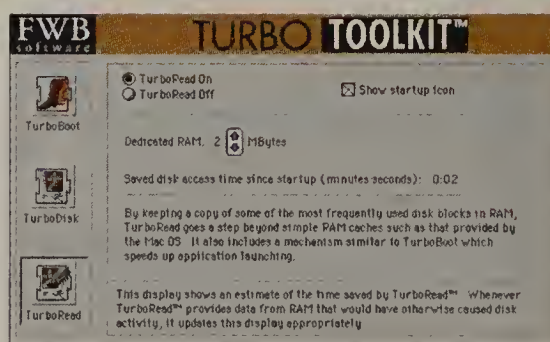 FWB
software
TURBO TOOLKIT™
TurboBoot
TurboDisk
TurboRead
TurboRead On
TurboRead Off
Show startup icon
Dedicated RAM. 2 MBytes
Saved disk access time since startup (minutes seconds): 0:02
By keeping a copy of some of the most frequently used disk blocks in RAM,
TurboRead goes a step beyond simple RAM caches such as that provided by
the Mac OS It also includes a mechanism similar to TurboBoot which
speeds up application launching.
This display shows an estimate of the time saved by TurboRead™ Whenever
TurboRead™ provides data from RAM that would have otherwise caused disk
activity, it updates this display appropriately